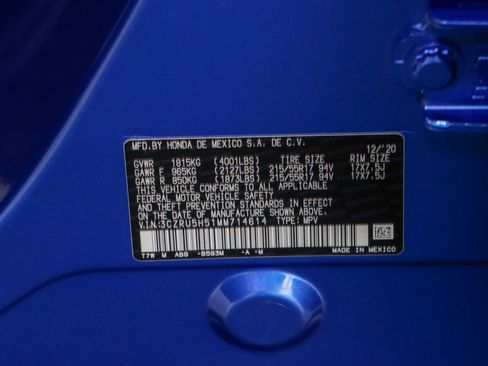 MFD.BY HONDA DE MEXICO S.A. DE C.V.
12/'20
GVWR 1815KG (4001LBS) TIRE SIZE RIM SIZE
GAWR F 965KG (2127LBS) 215/55R17 94V 17X7.5J
GAWR R 850KG (1873LBS) 215/55R17 94V 17X7.5J
THIS VEHICLE CONFORMS TO ALL APPLICABLE
FEDERAL MOTOR VEHICLE SAFETY STANDARDS
IN EFFECT ON THE DATE OF MANUFACTURE SHOWN ABOVE.
V.I.N:3CZRU5H51MM714614 TYPE: MPV
T7W M AB9 -B593M -A -M
MADE IN MEXICO